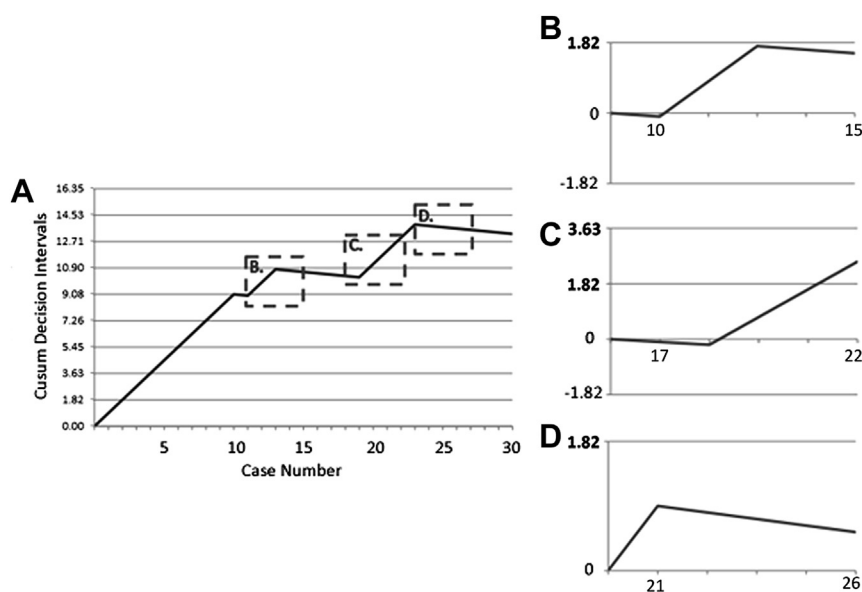 A
Cusum Decision Intervals
16.35
14.53
12.71
10.90
9.08
7.26
5.45
3.63
1.82
0.00
B.
C.
D.
5 10 15 20 25 30
Case Number
B
1.82
0
-1.82
10 15
C
3.63
1.82
0
-1.82
17 22
D
1.82
0
21 26